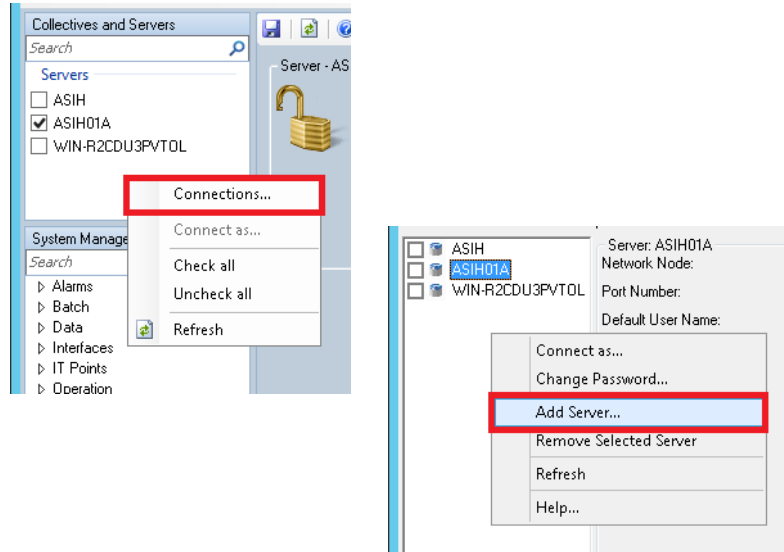 Collectives and Servers
Search
Servers
ASIH
ASIH01A
WIN-R2CDU3PVTOL
Server - AS
Connections...
Connect as...
Check all
Uncheck all
Refresh
System Manage
Search
Alarms
Batch
Data
Interfaces
IT Points
Operation
ASIH
ASIH01A
WIN-R2CDU3PVTOL
Server: ASIH01A
Network Node:
Port Number:
Default User Name:
Connect as...
Change Password...
Add Server...
Remove Selected Server
Refresh
Help...